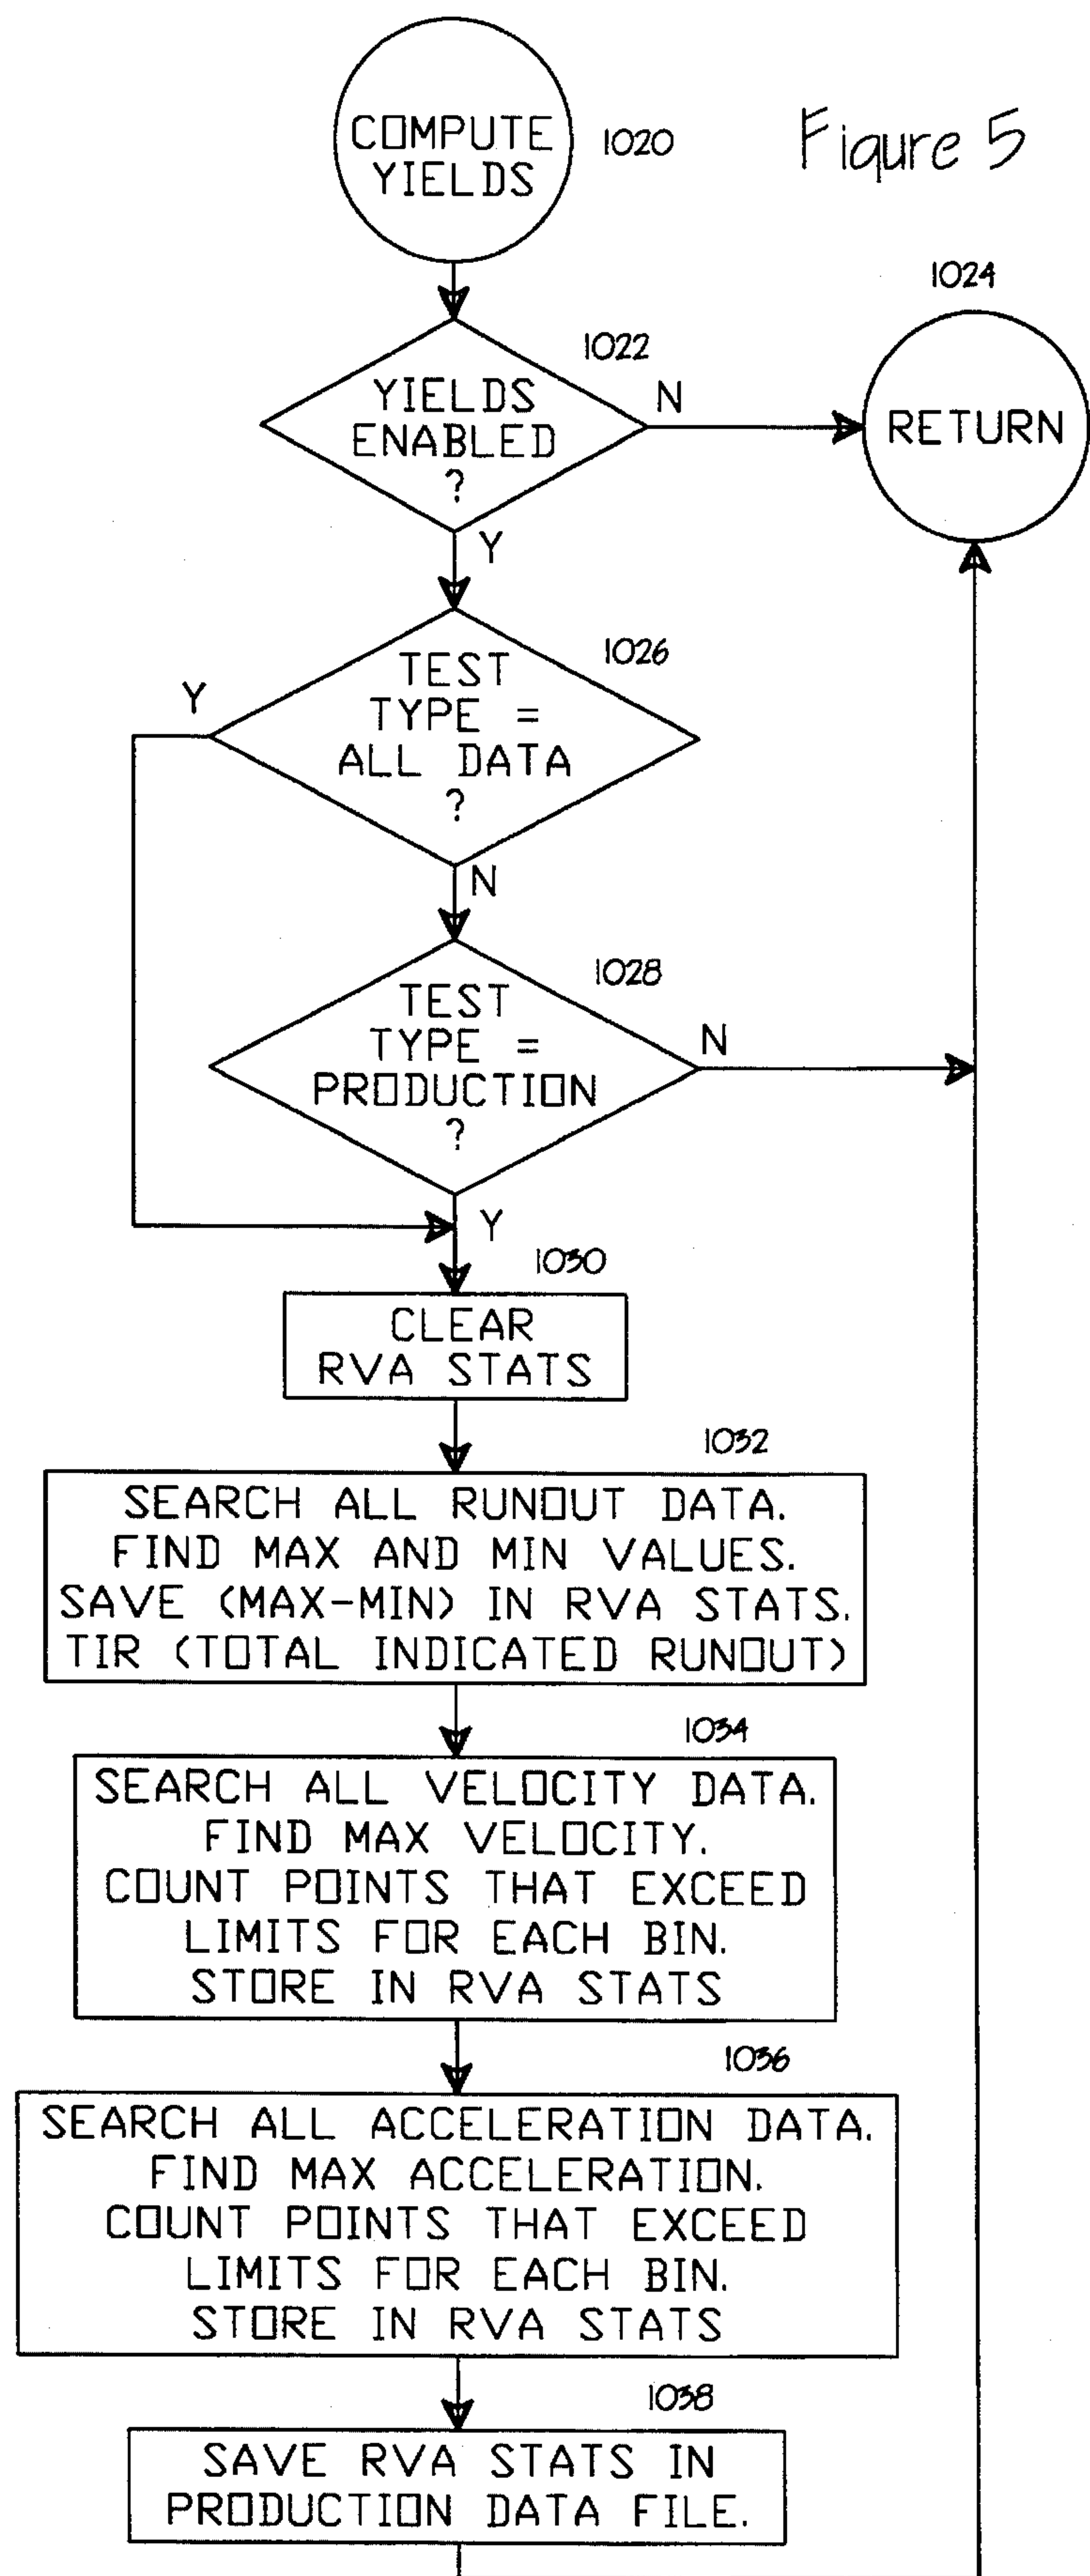 COMPUTE
YIELDS
1020
Figure 5
1024
RETURN
1022
YIELDS
ENABLED
?
N
Y
1026
TEST
TYPE =
ALL DATA
?
Y
N
1028
TEST
TYPE =
PRODUCTION
?
N
Y
1030
CLEAR
RVA STATS
1032
SEARCH ALL RUNOUT DATA.
FIND MAX AND MIN VALUES.
SAVE (MAX-MIN) IN RVA STATS.
TIR (TOTAL INDICATED RUNOUT)
1034
SEARCH ALL VELOCITY DATA.
FIND MAX VELOCITY.
COUNT POINTS THAT EXCEED
LIMITS FOR EACH BIN.
STORE IN RVA STATS
1036
SEARCH ALL ACCELERATION DATA.
FIND MAX ACCELERATION.
COUNT POINTS THAT EXCEED
LIMITS FOR EACH BIN.
STORE IN RVA STATS
1038
SAVE RVA STATS IN
PRODUCTION DATA FILE.